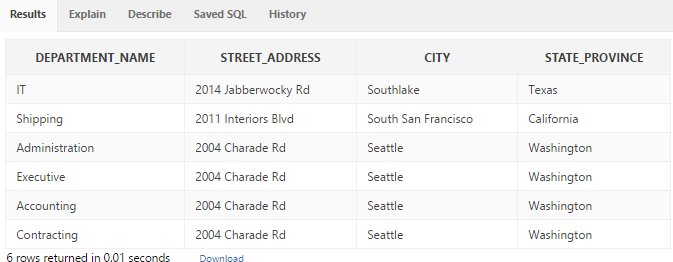 Results Explain Describe Saved SQL History
DEPARTMENT_NAME STREET_ADDRESS CITY STATE_PROVINCE
IT 2014 Jabberwocky Rd Southlake Texas
Shipping 2011 Interiors Blvd South San Francisco California
Administration 2004 Charade Rd Seattle Washington
Executive 2004 Charade Rd Seattle Washington
Accounting 2004 Charade Rd Seattle Washington
Contracting 2004 Charade Rd Seattle Washington
6 rows returned in 0.01 seconds Download